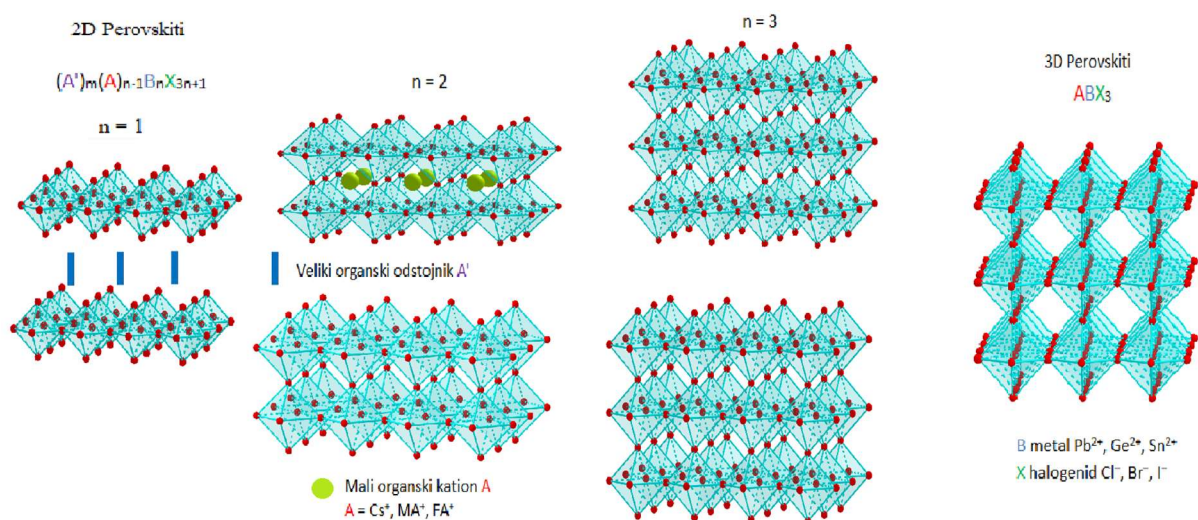 2D Perovskiti
(A')m(A)n-1BnX3n+1
n = 1
n = 2
n = 3
3D Perovskiti
ABX3
Veliki organski odstojnik A'
Mali organski kation A
A = Cs⁺, MA⁺, FA⁺
B metal Pb²⁺, Ge²⁺, Sn²⁺
X halogenid Cl⁻, Br⁻, I⁻